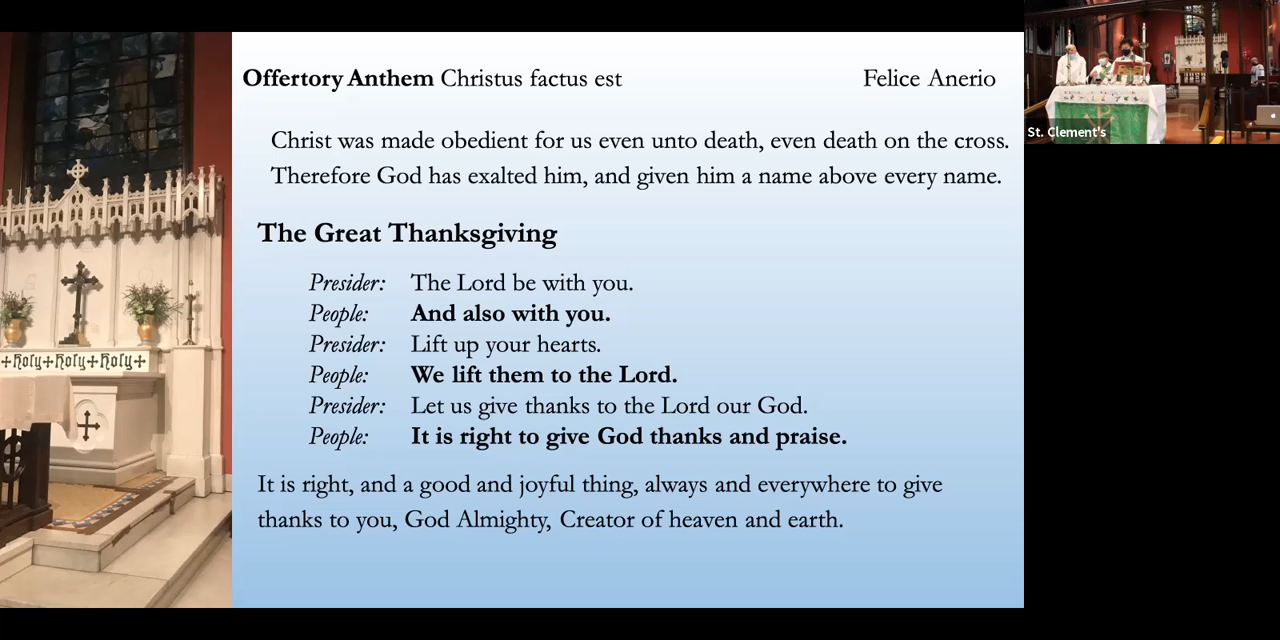 Offertory Anthem Christus factus est Felice Anerio
Christ was made obedient for us even unto death, even death on the cross.
Therefore God has exalted him, and given him a name above every name.
The Great Thanksgiving
Presider: The Lord be with you.
People: And also with you.
Presider: Lift up your hearts.
People: We lift them to the Lord.
Presider: Let us give thanks to the Lord our God.
People: It is right to give God thanks and praise.
It is right, and a good and joyful thing, always and everywhere to give
thanks to you, God Almighty, Creator of heaven and earth.
+Holy+Holy+Holy+
St. Clement's